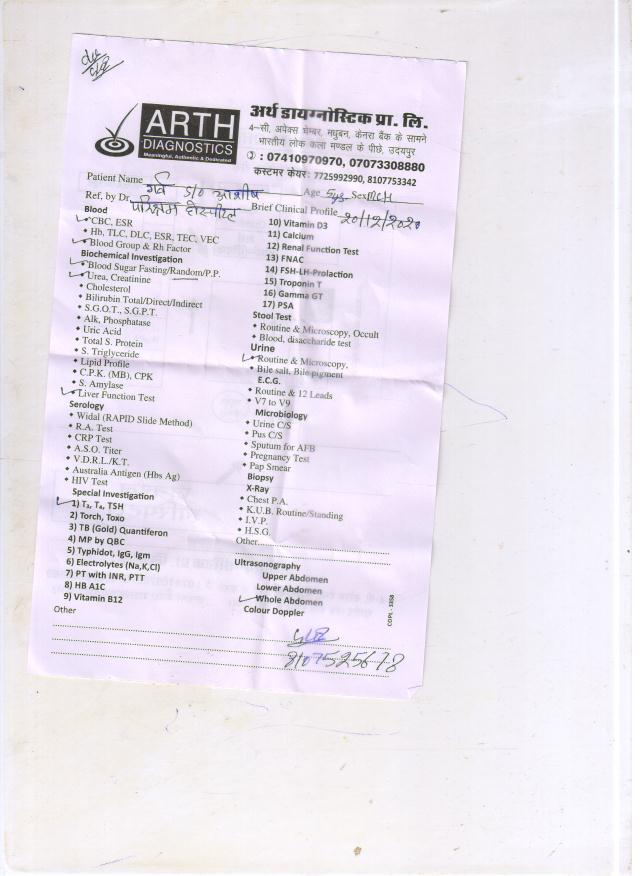 ARTH
DIAGNOSTICS
Meaningful, Authentic & Dedicated
अर्थ डायग्नोस्टिक प्रा. लि.
4-सी, अपेक्स चेम्बर, मधुबन, केनरा बैंक के सामने
भारतीय लोक कला मण्डल के पीछे, उदयपुर
: 07410970970, 07073308880
कस्टमर केयर: 7725992990, 8107753342
Patient Name गर्व S/O आशीष Age 5yrs Sex MCH
Ref, by Dr. हॉस्पीटल Brief Clinical Profile 20/12/2020
Blood
CBC, ESR
Hb, TLC, DLC, ESR, TEC, VEC
Blood Group & Rh Factor
Biochemical Investigation
Blood Sugar Fasting/Random/P.P.
Urea, Creatinine
Cholesterol
Bilirubin Total/Direct/Indirect
S.G.O.T., S.G.P.T.
Alk, Phosphatase
Uric Acid
Total S. Protein
S. Triglyceride
Lipid Profile
C.P.K. (MB), CPK
S. Amylase
Liver Function Test
Serology
Widal (RAPID Slide Method)
R.A. Test
CRP Test
A.S.O. Titer
V.D.R.L./K.T.
Australia Antigen (Hbs Ag)
HIV Test
Special Investigation
1) T₃, T₄, TSH
2) Torch, Toxo
3) TB (Gold) Quantiferon
4) MP by QBC
5) Typhidot, IgG, Igm
6) Electrolytes (Na,K,Cl)
7) PT with INR, PTT
8) HB A1C
9) Vitamin B12
Other
10) Vitamin D3
11) Calcium
12) Renal Function Test
13) FNAC
14) FSH-LH-Prolaction
15) Troponin T
16) Gamma GT
17) PSA
Stool Test
Routine & Microscopy, Occult
Blood, disaccharide test
Urine
Routine & Microscopy,
Bile salt, Bile pigment
E.C.G.
Routine & 12 Leads
V7 to V9
Microbiology
Urine C/S
Pus C/S
Sputum for AFB
Pregnancy Test
Pap Smear
Biopsy
X-Ray
Chest P.A.
K.U.B. Routine/Standing
I.V.P.
H.S.G.
Other
Ultrasonography
Upper Abdomen
Lower Abdomen
Whole Abdomen
Colour Doppler
COPL - 3358
8107525678